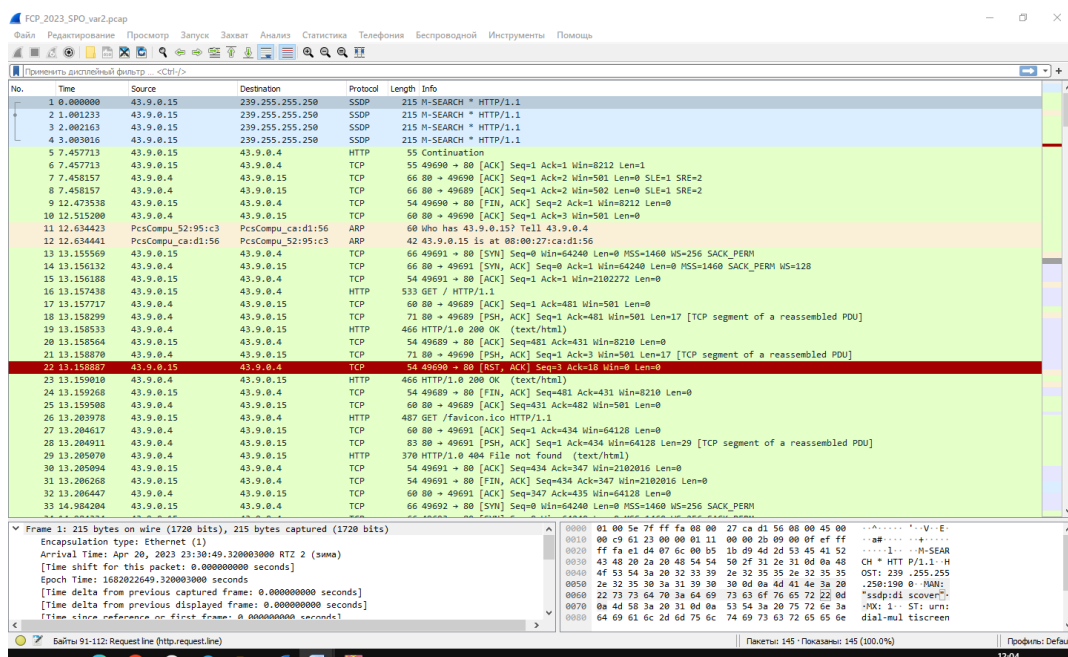 FCP_2023_SPO_var2.pcap
Файл Редактирование Просмотр Запуск Захват Анализ Статистика Телефония Беспроводной Инструменты Помощь
Применить дисплейный фильтр ... <Ctrl-/>
No. Time Source Destination Protocol Length Info
1 0.000000 43.9.0.15 239.255.255.250 SSDP 215 M-SEARCH * HTTP/1.1
2 1.001233 43.9.0.15 239.255.255.250 SSDP 215 M-SEARCH * HTTP/1.1
3 2.002163 43.9.0.15 239.255.255.250 SSDP 215 M-SEARCH * HTTP/1.1
4 3.003016 43.9.0.15 239.255.255.250 SSDP 215 M-SEARCH * HTTP/1.1
5 7.457713 43.9.0.15 43.9.0.4 HTTP 55 Continuation
6 7.457713 43.9.0.15 43.9.0.4 TCP 55 49690 → 80 [ACK] Seq=1 Ack=1 Win=8212 Len=1
7 7.458157 43.9.0.4 43.9.0.15 TCP 66 80 → 49690 [ACK] Seq=1 Ack=2 Win=501 Len=0 SLE=1 SRE=2
8 7.458157 43.9.0.4 43.9.0.15 TCP 66 80 → 49689 [ACK] Seq=1 Ack=2 Win=502 Len=0 SLE=1 SRE=2
9 12.473538 43.9.0.15 43.9.0.4 TCP 54 49690 → 80 [FIN, ACK] Seq=2 Ack=1 Win=8212 Len=0
10 12.515200 43.9.0.4 43.9.0.15 TCP 60 80 → 49690 [ACK] Seq=1 Ack=3 Win=501 Len=0
11 12.634423 PcsCompu_52:95:c3 PcsCompu_ca:d1:56 ARP 60 Who has 43.9.0.15? Tell 43.9.0.4
12 12.634441 PcsCompu_ca:d1:56 PcsCompu_52:95:c3 ARP 42 43.9.0.15 is at 08:00:27:ca:d1:56
13 13.155569 43.9.0.15 43.9.0.4 TCP 66 49691 → 80 [SYN] Seq=0 Win=64240 Len=0 MSS=1460 WS=256 SACK_PERM
14 13.156132 43.9.0.4 43.9.0.15 TCP 66 80 → 49691 [SYN, ACK] Seq=0 Ack=1 Win=64240 Len=0 MSS=1460 SACK_PERM WS=128
15 13.156188 43.9.0.15 43.9.0.4 TCP 54 49691 → 80 [ACK] Seq=1 Ack=1 Win=2102272 Len=0
16 13.157438 43.9.0.15 43.9.0.4 HTTP 533 GET / HTTP/1.1
17 13.157717 43.9.0.4 43.9.0.15 TCP 60 80 → 49689 [ACK] Seq=1 Ack=481 Win=501 Len=0
18 13.158299 43.9.0.4 43.9.0.15 TCP 71 80 → 49689 [PSH, ACK] Seq=1 Ack=481 Win=501 Len=17 [TCP segment of a reassembled PDU]
19 13.158533 43.9.0.4 43.9.0.15 HTTP 466 HTTP/1.0 200 OK (text/html)
20 13.158564 43.9.0.15 43.9.0.4 TCP 54 49689 → 80 [ACK] Seq=481 Ack=431 Win=8210 Len=0
21 13.158870 43.9.0.4 43.9.0.15 TCP 71 80 → 49690 [PSH, ACK] Seq=1 Ack=3 Win=501 Len=17 [TCP segment of a reassembled PDU]
22 13.158887 43.9.0.15 43.9.0.4 TCP 54 49690 → 80 [RST, ACK] Seq=3 Ack=18 Win=0 Len=0
23 13.159010 43.9.0.4 43.9.0.15 HTTP 466 HTTP/1.0 200 OK (text/html)
24 13.159268 43.9.0.15 43.9.0.4 TCP 54 49689 → 80 [FIN, ACK] Seq=481 Ack=431 Win=8210 Len=0
25 13.159508 43.9.0.4 43.9.0.15 TCP 60 80 → 49689 [ACK] Seq=431 Ack=482 Win=501 Len=0
26 13.203978 43.9.0.15 43.9.0.4 HTTP 487 GET /favicon.ico HTTP/1.1
27 13.204617 43.9.0.4 43.9.0.15 TCP 60 80 → 49691 [ACK] Seq=1 Ack=434 Win=64128 Len=0
28 13.204911 43.9.0.4 43.9.0.15 TCP 83 80 → 49691 [PSH, ACK] Seq=1 Ack=434 Win=64128 Len=29 [TCP segment of a reassembled PDU]
29 13.205070 43.9.0.4 43.9.0.15 HTTP 370 HTTP/1.0 404 File not found (text/html)
30 13.205094 43.9.0.15 43.9.0.4 TCP 54 49691 → 80 [ACK] Seq=434 Ack=347 Win=2102016 Len=0
31 13.206268 43.9.0.15 43.9.0.4 TCP 54 49691 → 80 [FIN, ACK] Seq=434 Ack=347 Win=2102016 Len=0
32 13.206447 43.9.0.4 43.9.0.15 TCP 60 80 → 49691 [ACK] Seq=347 Ack=435 Win=64128 Len=0
33 14.984204 43.9.0.15 43.9.0.4 TCP 66 49692 → 80 [SYN] Seq=0 Win=64240 Len=0 MSS=1460 WS=256 SACK_PERM
Frame 1: 215 bytes on wire (1720 bits), 215 bytes captured (1720 bits)
Encapsulation type: Ethernet (1)
Arrival Time: Apr 20, 2023 23:30:49.320003000 RTZ 2 (зима)
[Time shift for this packet: 0.000000000 seconds]
Epoch Time: 1682022649.320003000 seconds
[Time delta from previous captured frame: 0.000000000 seconds]
[Time delta from previous displayed frame: 0.000000000 seconds]
[Time since reference or first frame: 0.000000000 seconds]
0000 01 00 5e 7f ff fa 08 00 27 ca d1 56 08 00 45 00 ··^····· '··V··E·
0010 00 c9 61 23 00 00 01 11 00 00 2b 09 00 0f ef ff ··a#···· ··+·····
0020 ff fa e1 d4 07 6c 00 b5 1b d9 4d 2d 53 45 41 52 ·····l·· ··M-SEAR
0030 43 48 20 2a 20 48 54 54 50 2f 31 2e 31 0d 0a 48 CH * HTT P/1.1··H
0040 4f 53 54 3a 20 32 33 39 2e 32 35 35 2e 32 35 35 OST: 239 .255.255
0050 2e 32 35 30 3a 31 39 30 30 0d 0a 4d 41 4e 3a 20 .250:190 0··MAN:
0060 22 73 73 64 70 3a 64 69 73 63 6f 76 65 72 22 0d "ssdp:di scover"·
0070 0a 4d 58 3a 20 31 0d 0a 53 54 3a 20 75 72 6e 3a ·MX: 1·· ST: urn:
0080 64 69 61 6c 2d 6d 75 6c 74 69 73 63 72 65 65 6e dial-mul tiscreen
Байты 91-112: Request line (http.request.line)
Пакеты: 145 · Показаны: 145 (100.0%)
Профиль: Defau
12:04